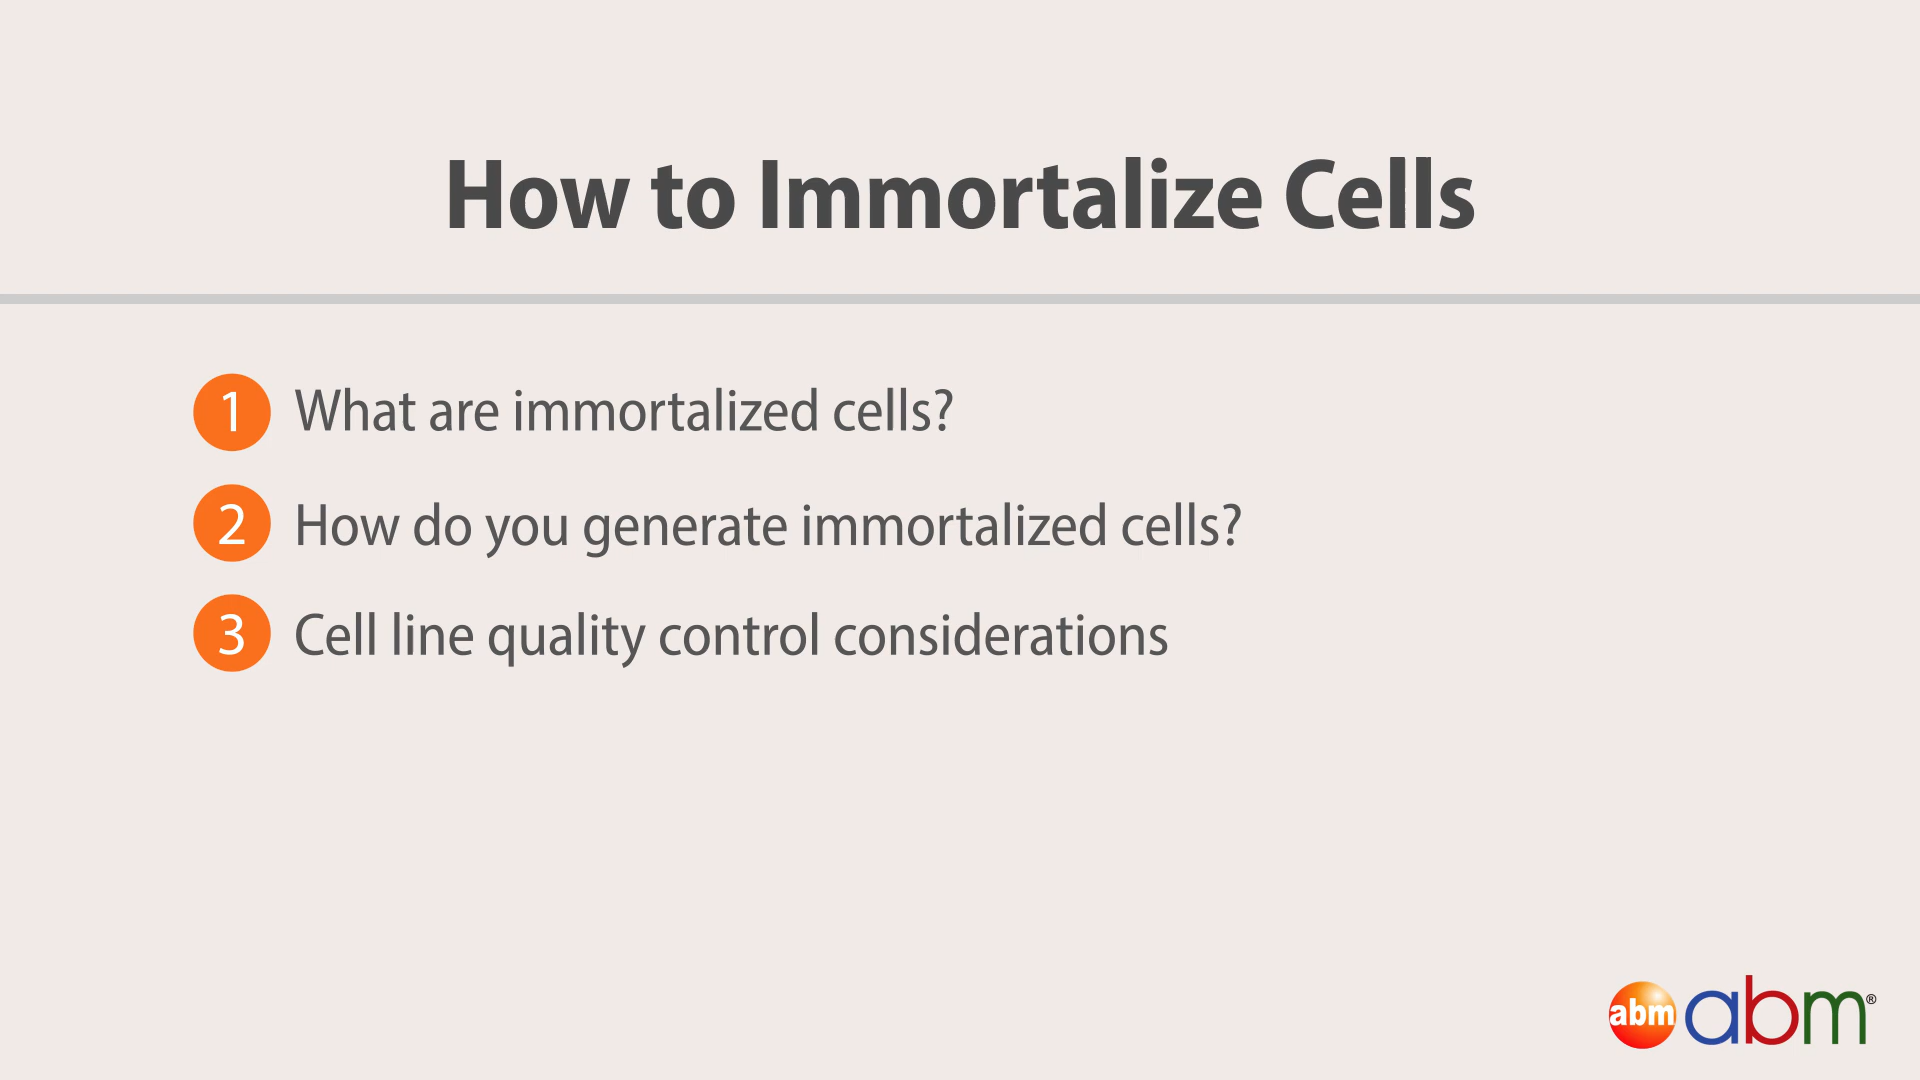 How to Immortalize Cells
1 What are immortalized cells?
2 How do you generate immortalized cells?
3 Cell line quality control considerations
abm abm®